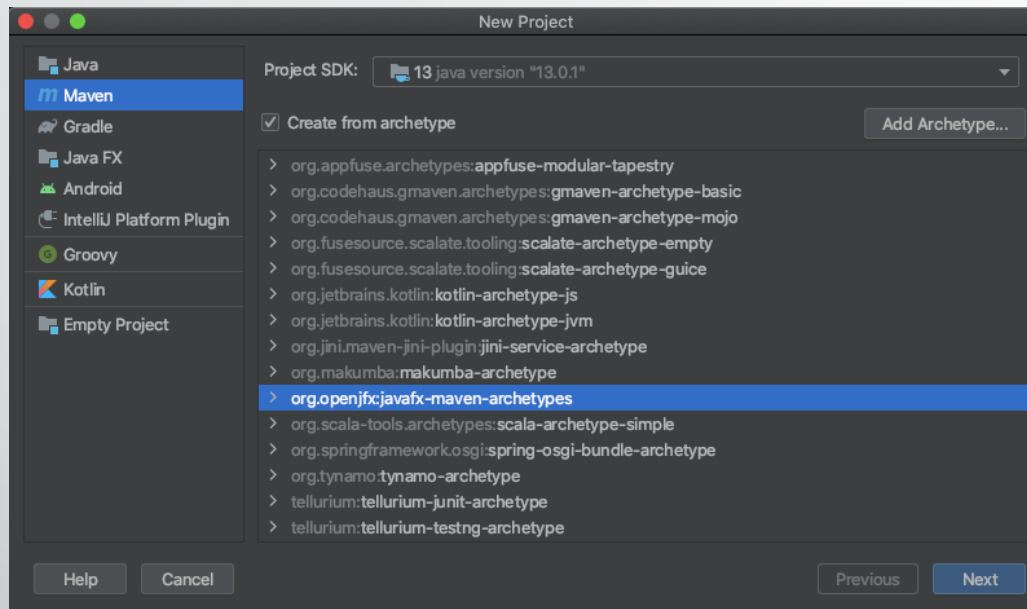 New Project
Java
Maven
Gradle
Java FX
Android
IntelliJ Platform Plugin
Groovy
Kotlin
Empty Project
Project SDK: 13 java version "13.0.1"
Create from archetype
Add Archetype...
org.appfuse.archetypes:appfuse-modular-tapestry
org.codehaus.gmaven.archetypes:gmaven-archetype-basic
org.codehaus.gmaven.archetypes:gmaven-archetype-mojo
org.fusesource.scalate.tooling:scalate-archetype-empty
org.fusesource.scalate.tooling:scalate-archetype-guice
org.jetbrains.kotlin:kotlin-archetype-js
org.jetbrains.kotlin:kotlin-archetype-jvm
org.jini.maven-jini-plugin:jini-service-archetype
org.makumba:makumba-archetype
org.openjfx:javafx-maven-archetypes
org.scala-tools.archetypes:scala-archetype-simple
org.springframework.osgi:spring-osgi-bundle-archetype
org.tynamo:tynamo-archetype
tellurium:tellurium-junit-archetype
tellurium:tellurium-testng-archetype
Help Cancel Previous Next